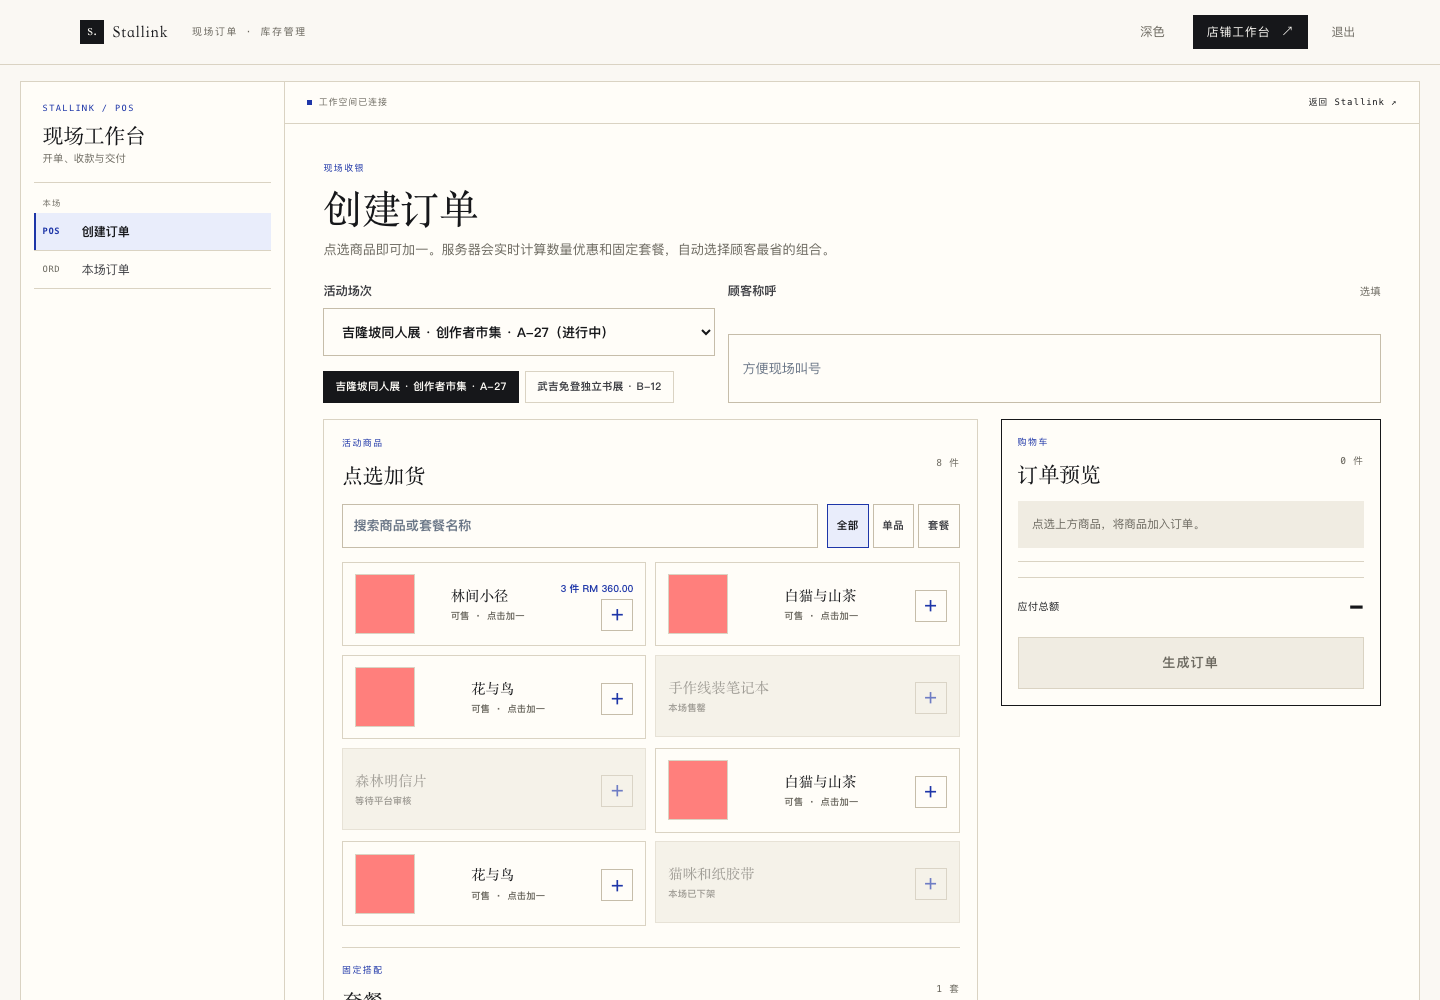 S. Stallink 现场订单 · 库存管理
深色 店铺工作台 ↗ 退出
STALLINK / POS
现场工作台
开单、收款与交付
本场
POS 创建订单
ORD 本场订单
工作空间已连接
返回 Stallink ↗
现场收银
创建订单
点选商品即可加一。服务器会实时计算数量优惠和固定套餐，自动选择顾客最省的组合。
活动场次
吉隆坡同人展 · 创作者市集 · A-27（进行中）
吉隆坡同人展 · 创作者市集 · A-27
武吉免登独立书展 · B-12
顾客称呼 选填
方便现场叫号
活动商品
点选加货
8 件
搜索商品或套餐名称
全部 单品 套餐
林间小径
可售 · 点击加一
3 件 RM 360.00
+
白猫与山茶
可售 · 点击加一
+
花与鸟
可售 · 点击加一
+
手作线装笔记本
本场售罄
+
森林明信片
等待平台审核
+
白猫与山茶
可售 · 点击加一
+
花与鸟
可售 · 点击加一
+
猫咪和纸胶带
本场已下架
+
固定搭配
套餐
1 套
购物车
订单预览
0 件
点选上方商品，将商品加入订单。
应付总额 —
生成订单